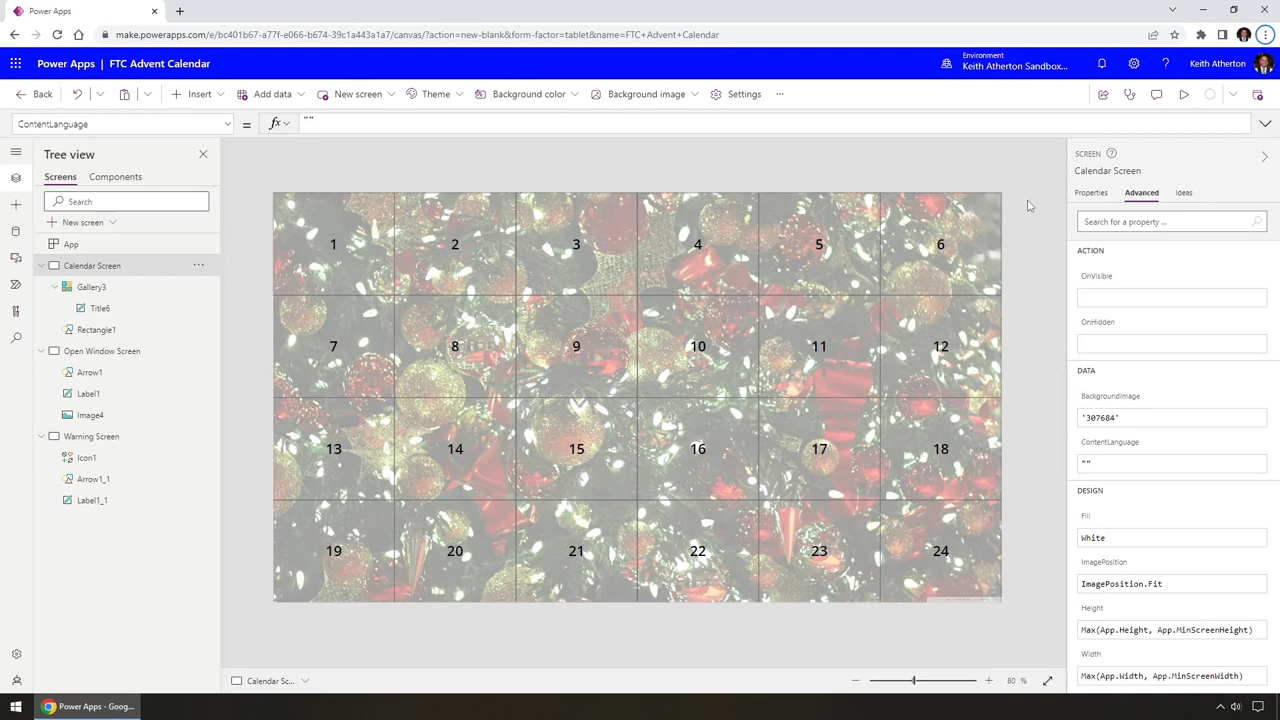 Power Apps
make.powerapps.com/e/bc401b67-a77f-e066-b674-39c1a443a1a7/canvas/?action=new-blank&form-factor=tablet&name=FTC+Advent+Calendar
Power Apps | FTC Advent Calendar
Environment
Keith Atherton Sandbox...
Keith Atherton
Back
Insert
Add data
New screen
Theme
Background color
Background image
Settings
...
ContentLanguage
=
fx
""
Tree view
Screens
Components
Search
New screen
App
Calendar Screen
...
Gallery3
Title6
Rectangle1
Open Window Screen
Arrow1
Label1
Image4
Warning Screen
Icon1
Arrow1_1
Label1_1
1 2 3 4 5 6
7 8 9 10 11 12
13 14 15 16 17 18
19 20 21 22 23 24
Calendar Sc...
80 %
SCREEN
Calendar Screen
Properties
Advanced
Ideas
Search for a property ...
ACTION
OnVisible
OnHidden
DATA
BackgroundImage
'307684'
ContentLanguage
""
DESIGN
Fill
White
ImagePosition
ImagePosition.Fit
Height
Max(App.Height, App.MinScreenHeight)
Width
Max(App.Width, App.MinScreenWidth)
Power Apps - Goog...